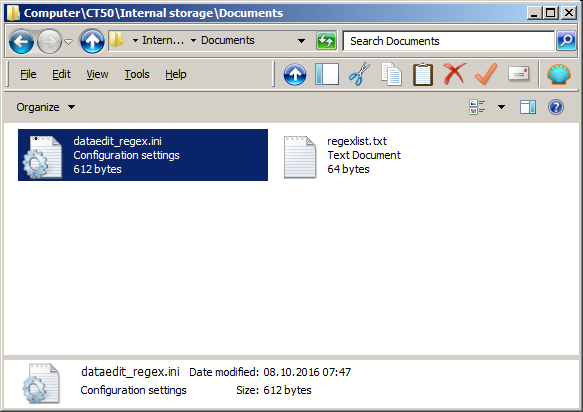 Computer\CT50\Internal storage\Documents
Intern... Documents
Search Documents
File Edit View Tools Help
Organize
dataedit_regex.ini
Configuration settings
612 bytes
regexlist.txt
Text Document
64 bytes
dataedit_regex.ini Date modified: 08.10.2016 07:47
Configuration settings Size: 612 bytes